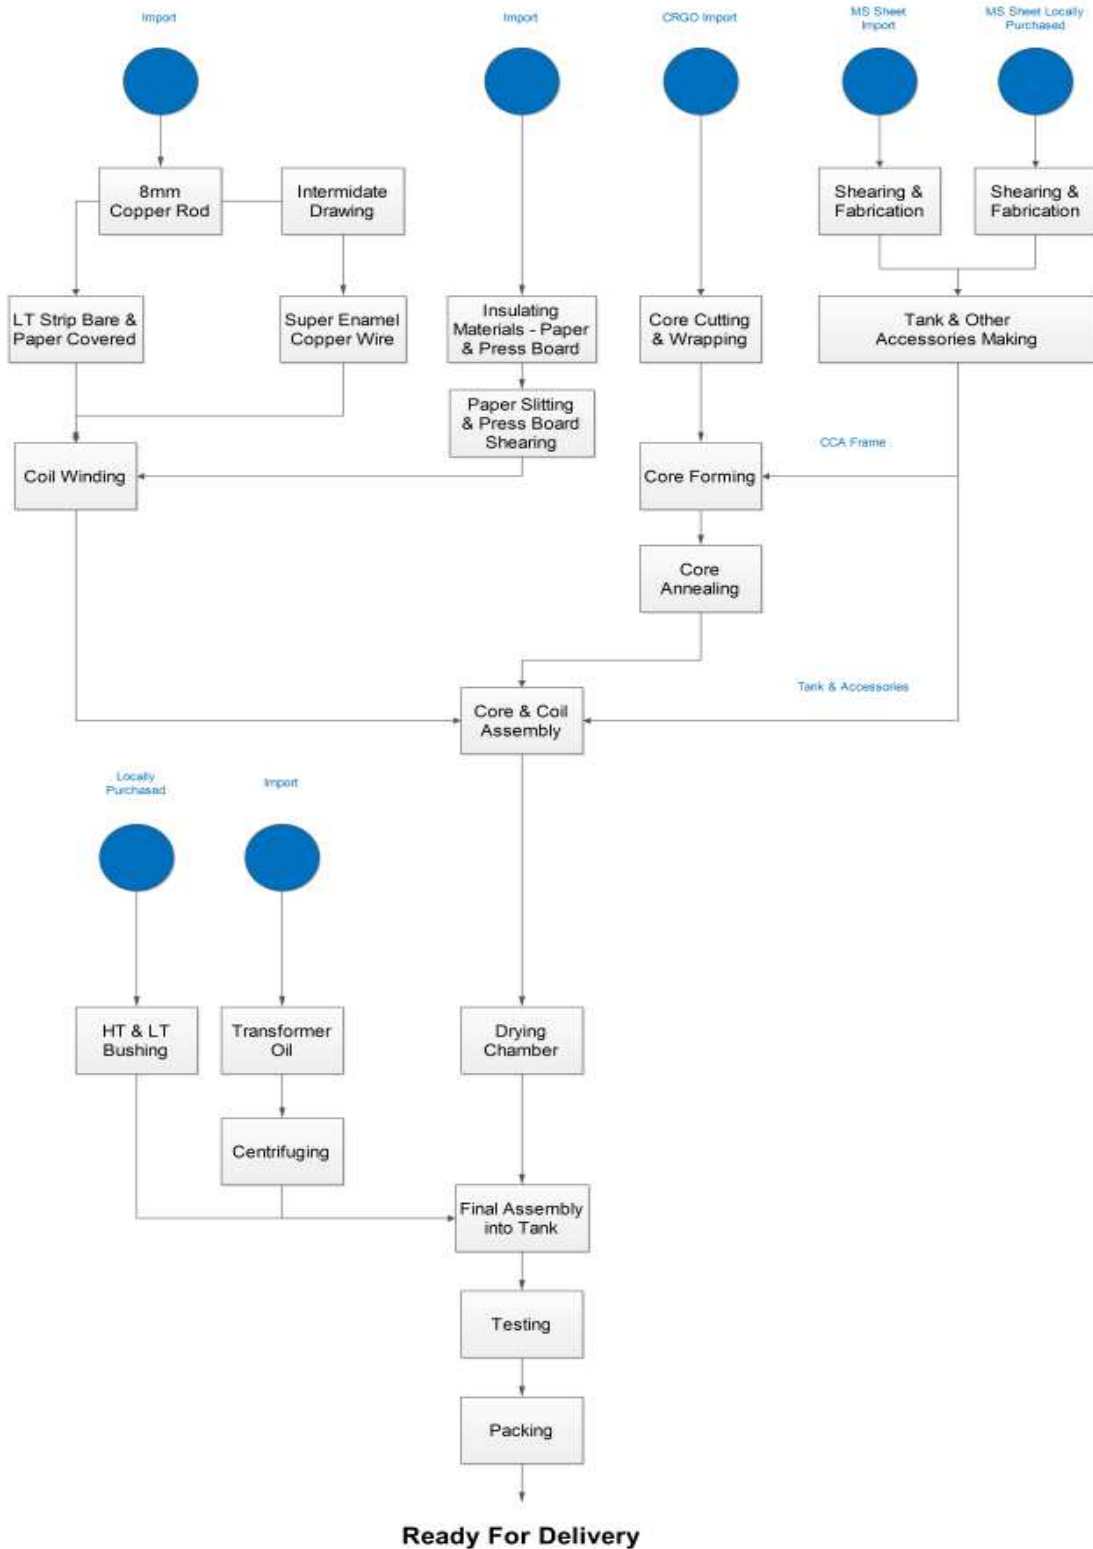 Import
Import
CRGO Import
MS Sheet
Import
MS Sheet Locally
Purchased
8mm
Copper Rod
Intermidate
Drawing
Shearing &
Fabrication
Shearing &
Fabrication
LT Strip Bare &
Paper Covered
Super Enamel
Copper Wire
Insulating
Materials - Paper
& Press Board
Core Cutting
& Wrapping
Tank & Other
Accessories Making
Paper Slitting
& Press Board
Shearing
CCA Frame
Coil Winding
Core Forming
Core
Annealing
Tank & Accessories
Core & Coil
Assembly
Locally
Purchased
Import
HT & LT
Bushing
Transformer
Oil
Drying
Chamber
Centrifuging
Final Assembly
into Tank
Testing
Packing
Ready For Delivery